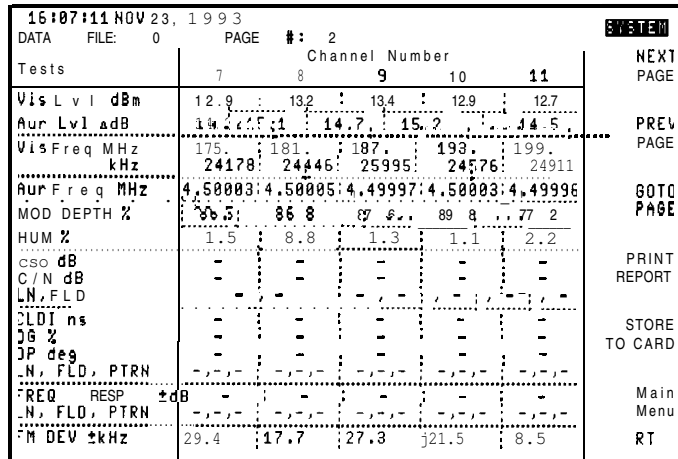 16:07:11 NOV 23, 1993
DATA FILE: 0 PAGE #: 2
SYSTEM
Channel Number
Tests 7 8 9 10 11
NEXT PAGE
Vis Lvl dBm 12.9 13.2 13.4 12.9 12.7
Aur Lvl ΔdB 15.1 14.7 15.2 14.5
PREV PAGE
Vis Freq MHz 175. 181. 187. 193. 199.
kHz 24178 24446 25995 24576 24911
Aur Freq MHz 4.50003 4.50005 4.49997 4.50003 4.49996
GOTO PAGE
MOD DEPTH % 86.8 89 8 77 2
HUM % 1.5 8.8 1.3 1.1 2.2
CSO dB - - - - -
C/N dB - - - - -
PRINT REPORT
LN, FLD -,- -,- -,- -,-
CLDI ns - - - - -
DG % - - - - -
DP deg - - - - -
STORE TO CARD
LN, FLD, PTRN -,-,- -,-,- -,-,- -,-,- -,-,-
FREQ RESP ±dB - - - - -
LN, FLD, PTRN -,-,- -,-,- -,-,- -,-,- -,-,-
Main Menu
FM DEV ±kHz 29.4 17.7 27.3 21.5 8.5
RT